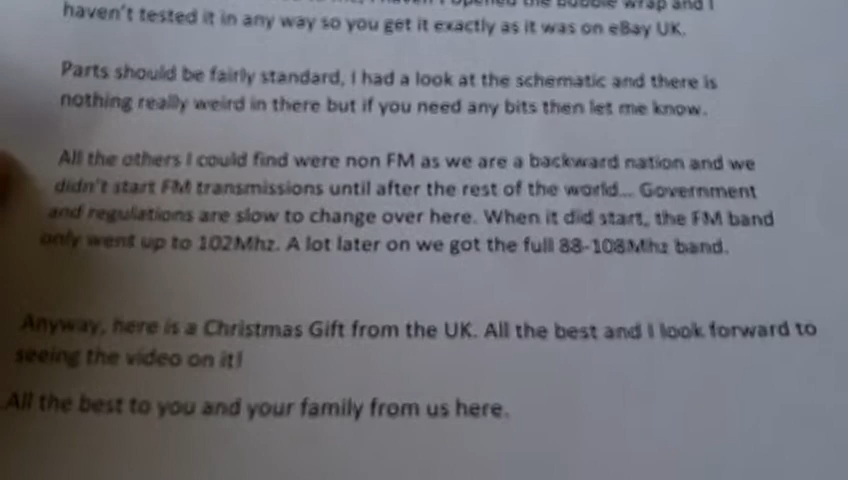 haven't tested it in any way so you get it exactly as it was on eBay UK.
Parts should be fairly standard, I had a look at the schematic and there is
nothing really weird in there but if you need any bits then let me know.
All the others I could find were non FM as we are a backward nation and we
didn't start FM transmissions until after the rest of the world... Government
and regulations are slow to change over here. When it did start, the FM band
only went up to 102Mhz. A lot later on we got the full 88-108Mhz band.
Anyway, here is a Christmas Gift from the UK. All the best and I look forward to
seeing the video on it!
All the best to you and your family from us here.